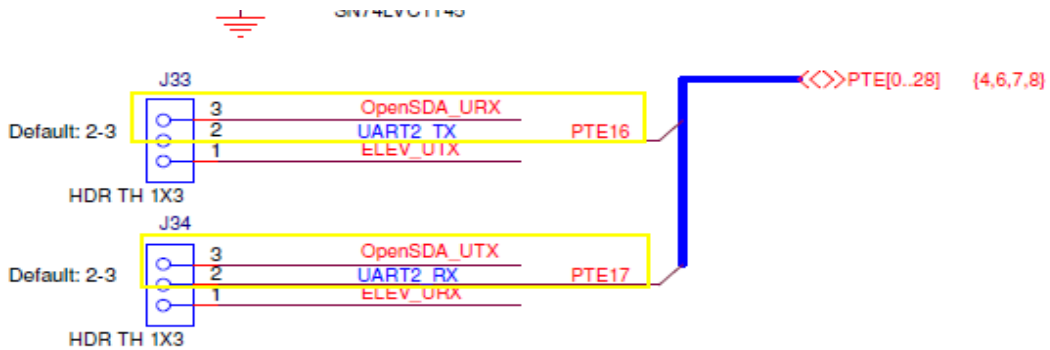 J33
3 OpenSDA_URX
PTE[0..28] {4,6,7,8}
Default: 2-3 2 UART2_TX PTE16
1 ELEV_UTX
HDR TH 1X3
J34
3 OpenSDA_UTX
Default: 2-3 2 UART2_RX PTE17
1 ELEV_URX
HDR TH 1X3